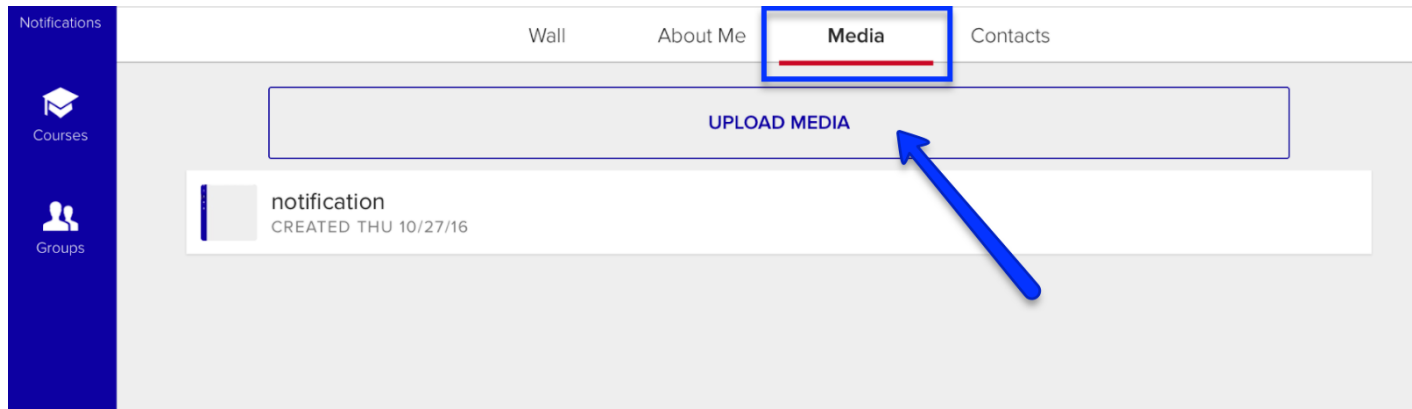 Notifications
Wall About Me Media Contacts
Courses
UPLOAD MEDIA
notification
CREATED THU 10/27/16
Groups